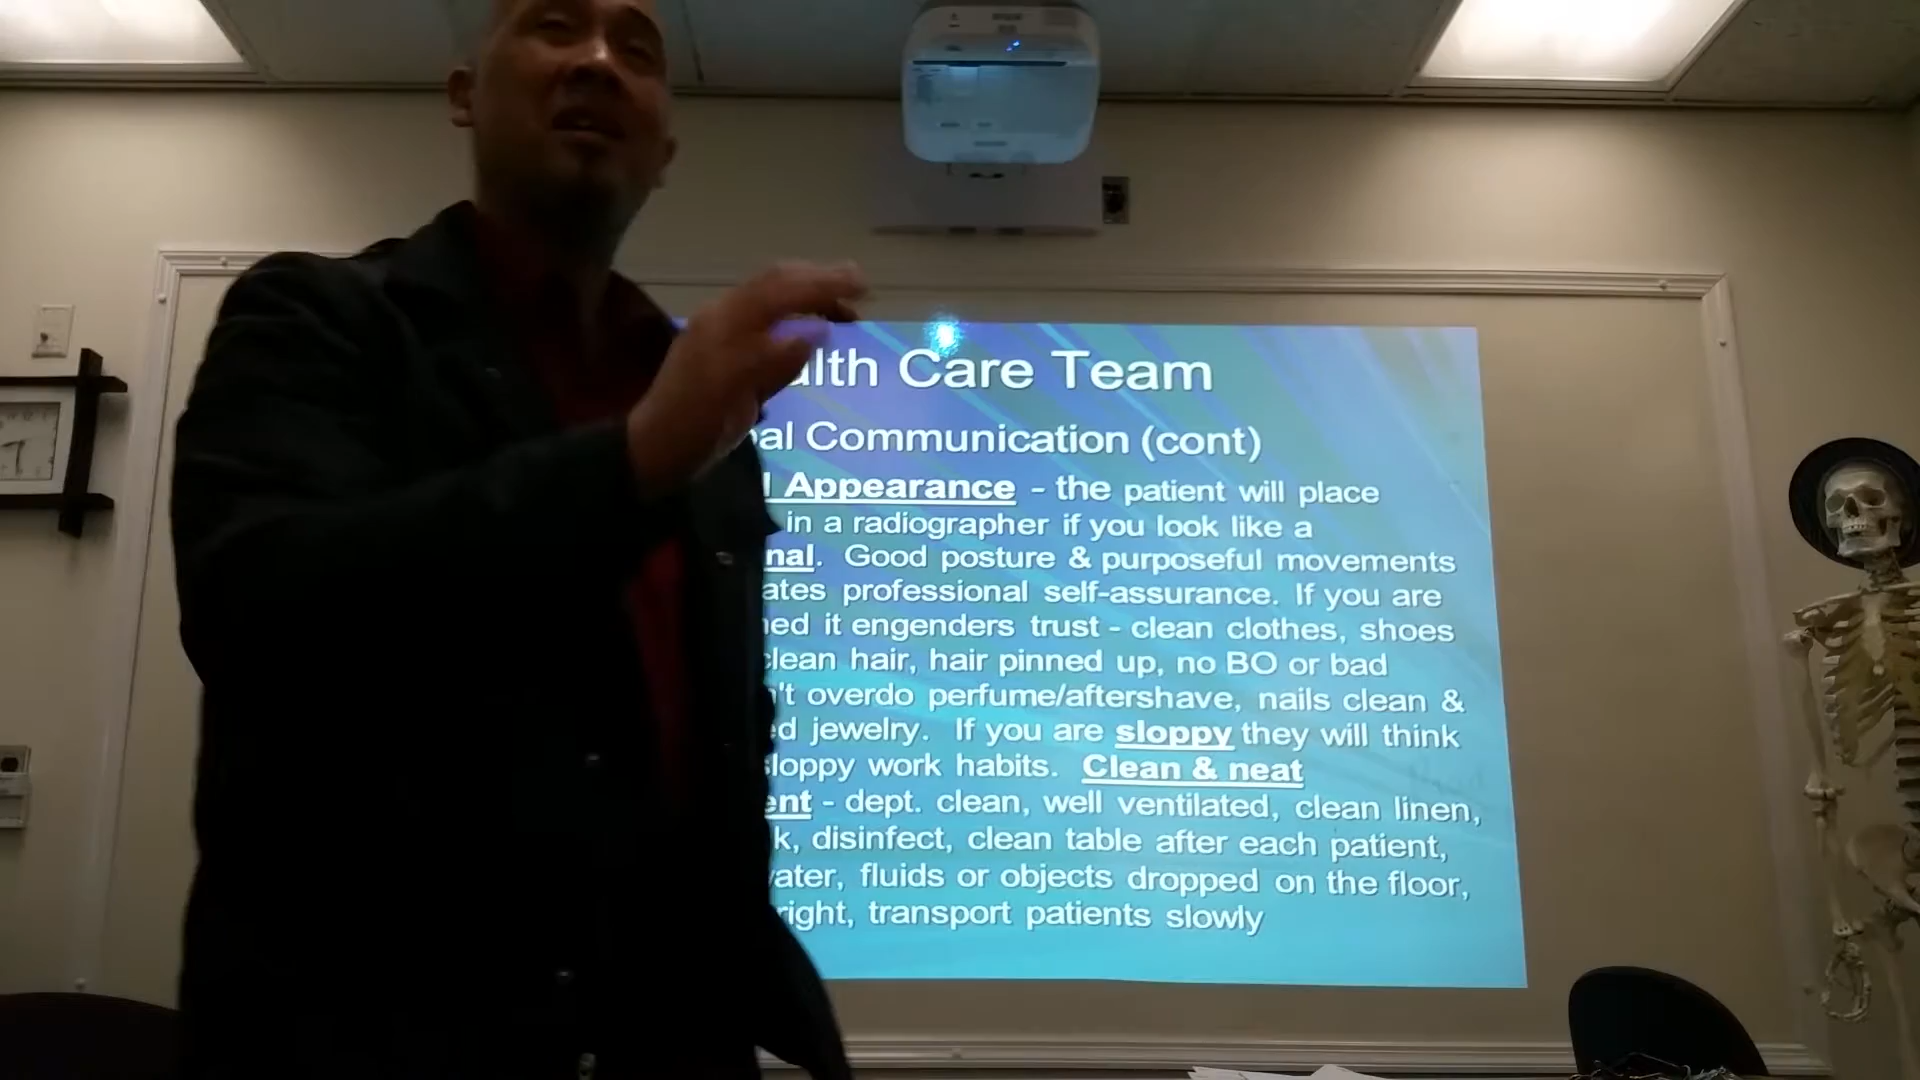 alth Care Team
al Communication (cont)
Appearance - the patient will place
in a radiographer if you look like a
nal. Good posture & purposeful movements
ates professional self-assurance. If you are
ed it engenders trust - clean clothes, shoes
clean hair, hair pinned up, no BO or bad
't overdo perfume/aftershave, nails clean &
d jewelry. If you are sloppy they will think
sloppy work habits. Clean & neat
ent - dept. clean, well ventilated, clean linen,
k, disinfect, clean table after each patient,
water, fluids or objects dropped on the floor,
right, transport patients slowly